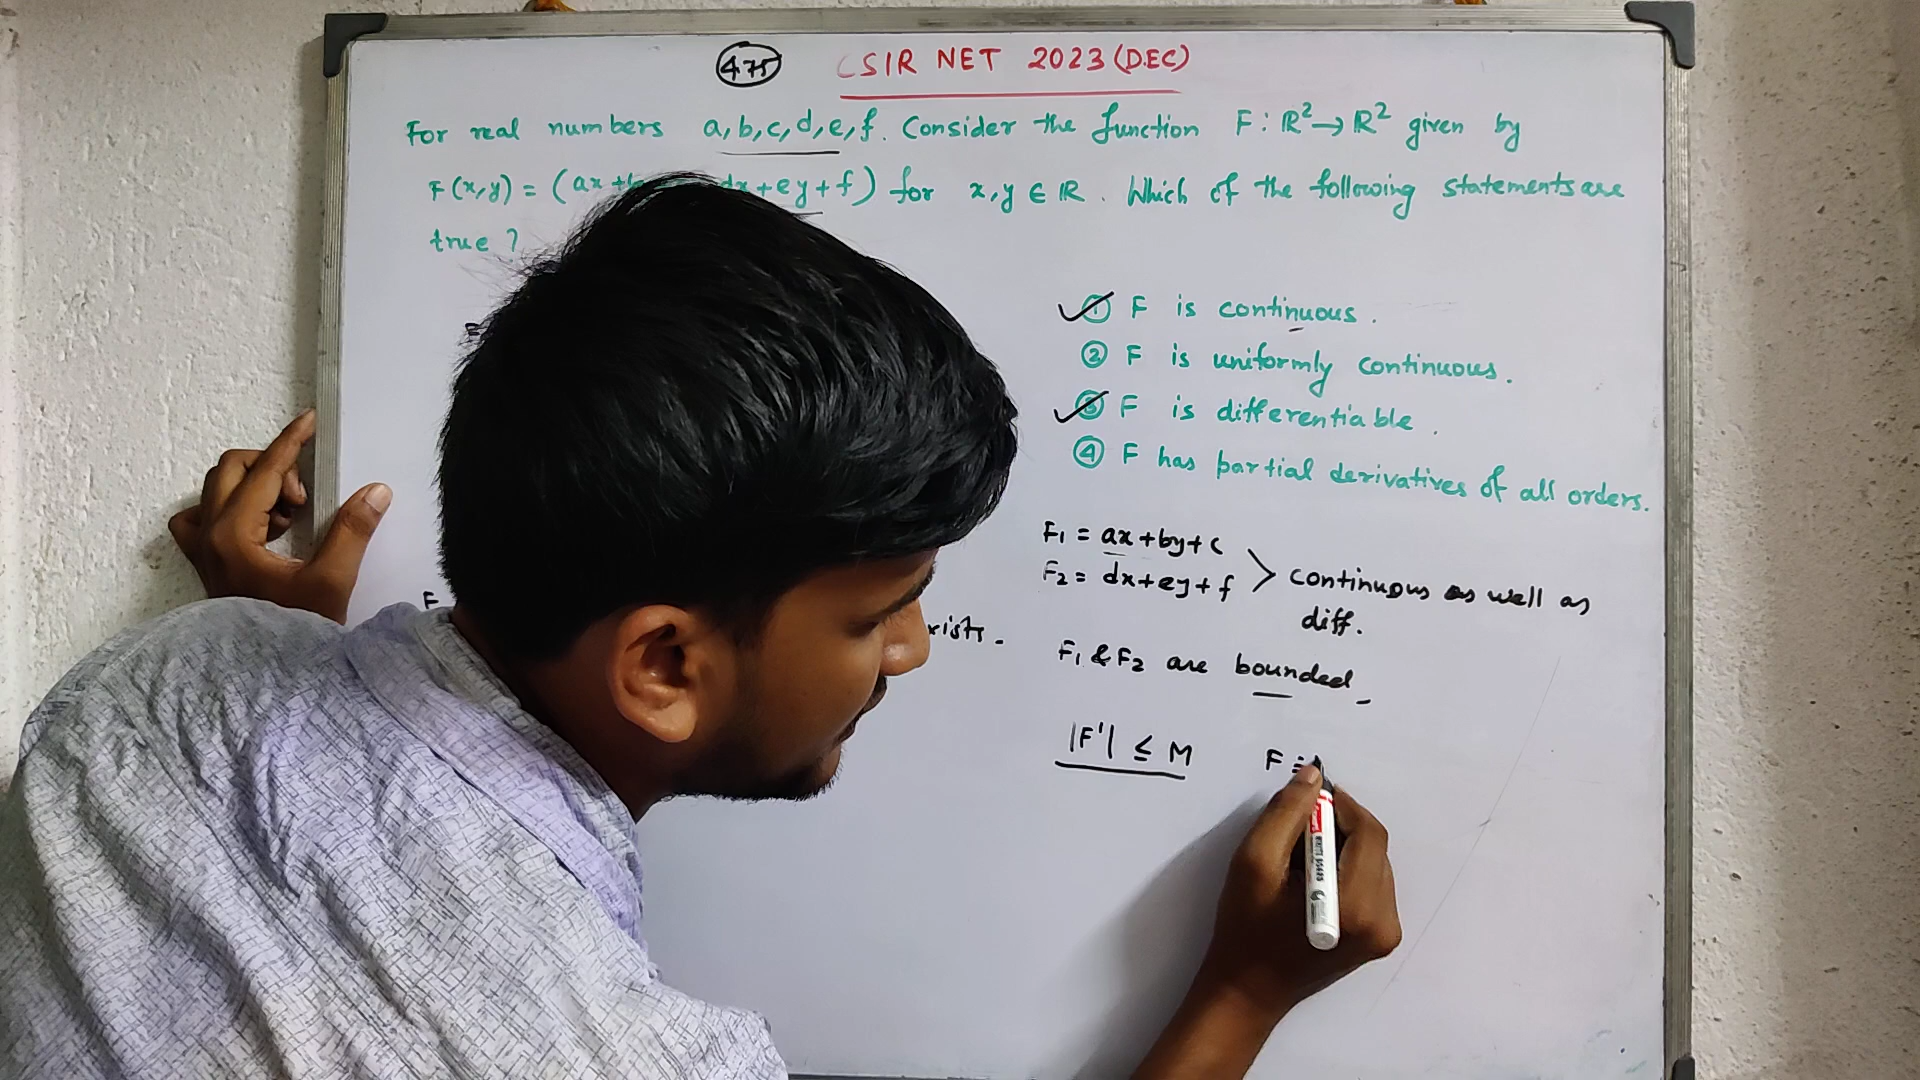 475 CSIR NET 2023 (DEC)
For real numbers a, b, c, d, e, f. Consider the function F : ℝ² → ℝ² given by
F(x,y) = (ax + dx + ey + f) for x, y ∈ ℝ. Which of the following statements are
true ?
① F is continuous.
② F is uniformly continuous.
③ F is differentiable.
④ F has partial derivatives of all orders.
F₁ = ax + by + c
F₂ = dx + ey + f
continuous as well as
diff.
F₁ & F₂ are bounded.
|F'| ≤ M F
F